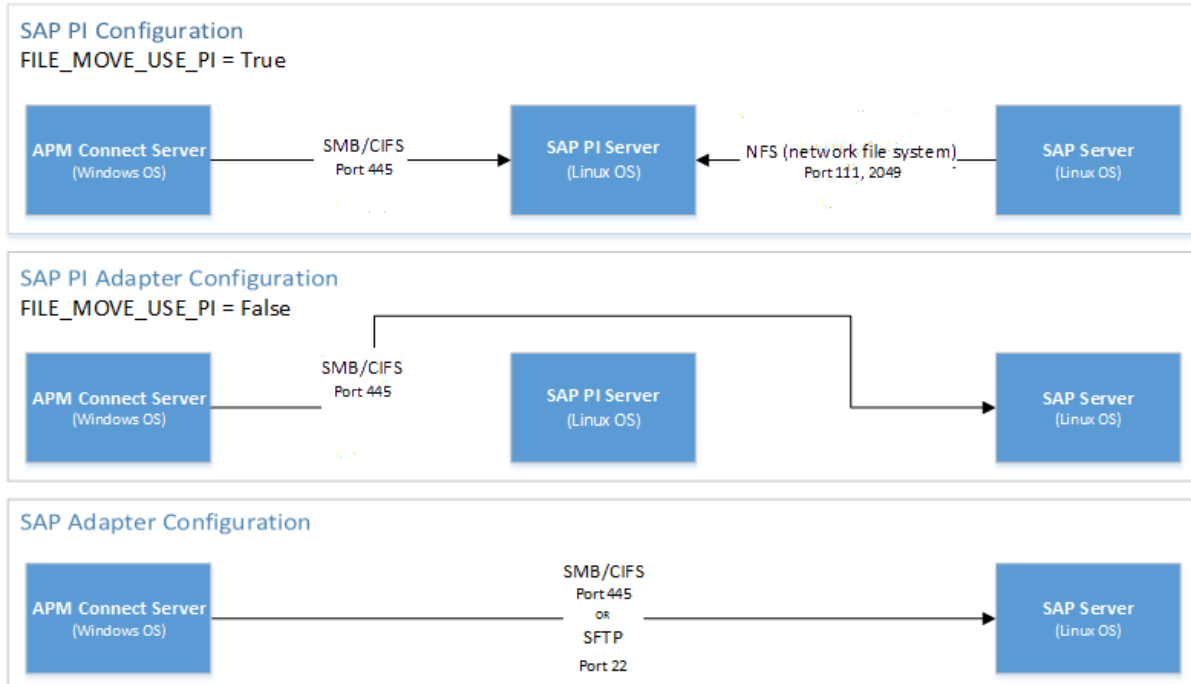 SAP PI Configuration
FILE_MOVE_USE_PI = True
APM Connect Server
(Windows OS)
SMB/CIFS
Port 445
SAP PI Server
(Linux OS)
NFS (network file system)
Port 111, 2049
SAP Server
(Linux OS)
SAP PI Adapter Configuration
FILE_MOVE_USE_PI = False
APM Connect Server
(Windows OS)
SMB/CIFS
Port 445
SAP PI Server
(Linux OS)
SAP Server
(Linux OS)
SAP Adapter Configuration
APM Connect Server
(Windows OS)
SMB/CIFS
Port 445
OR
SFTP
Port 22
SAP Server
(Linux OS)